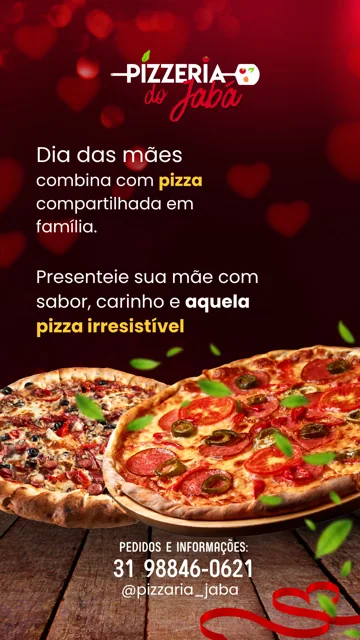 PIZZERIA
do Jabá
Dia das mães
combina com pizza
compartilhada em
família.
Presenteie sua mãe com
sabor, carinho e aquela
pizza irresistível
PEDIDOS E INFORMAÇÕES:
31 98846-0621
@pizzaria_jaba